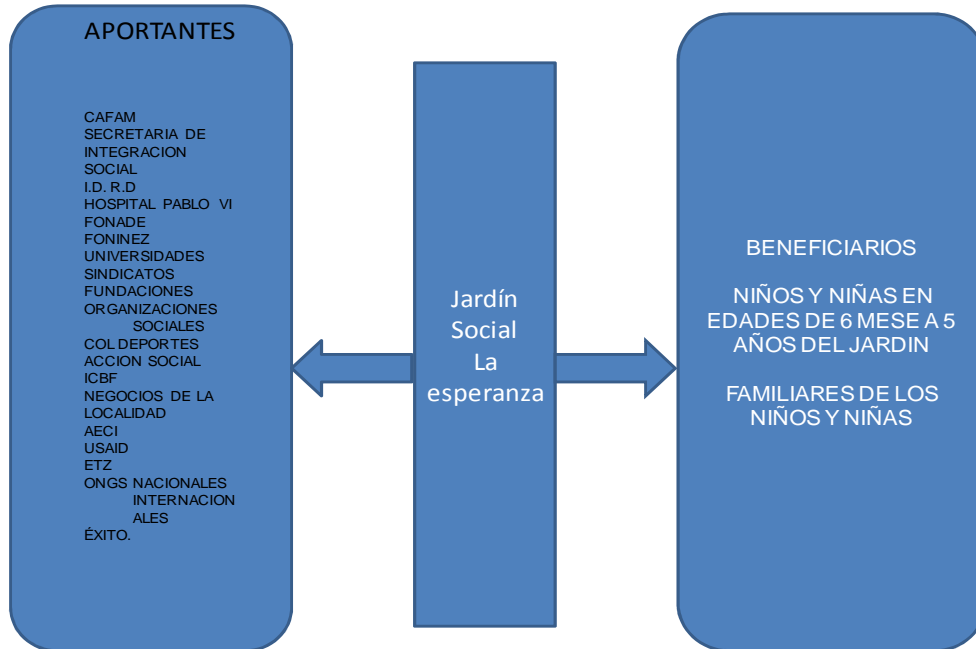 APORTANTES
CAFAM
SECRETARIA DE
INTEGRACION
SOCIAL
I.D. R.D
HOSPITAL PABLO VI
FONADE
FONINEZ
UNIVERSIDADES
SINDICATOS
FUNDACIONES
ORGANIZACIONES
SOCIALES
COL DEPORTES
ACCION SOCIAL
ICBF
NEGOCIOS DE LA
LOCALIDAD
AECI
USAID
ETZ
ONGS NACIONALES
INTERNACION
ALES
ÉXITO.
Jardín
Social
La
esperanza
BENEFICIARIOS
NIÑOS Y NIÑAS EN
EDADES DE 6 MESE A 5
AÑOS DEL JARDIN
FAMILIARES DE LOS
NIÑOS Y NIÑAS